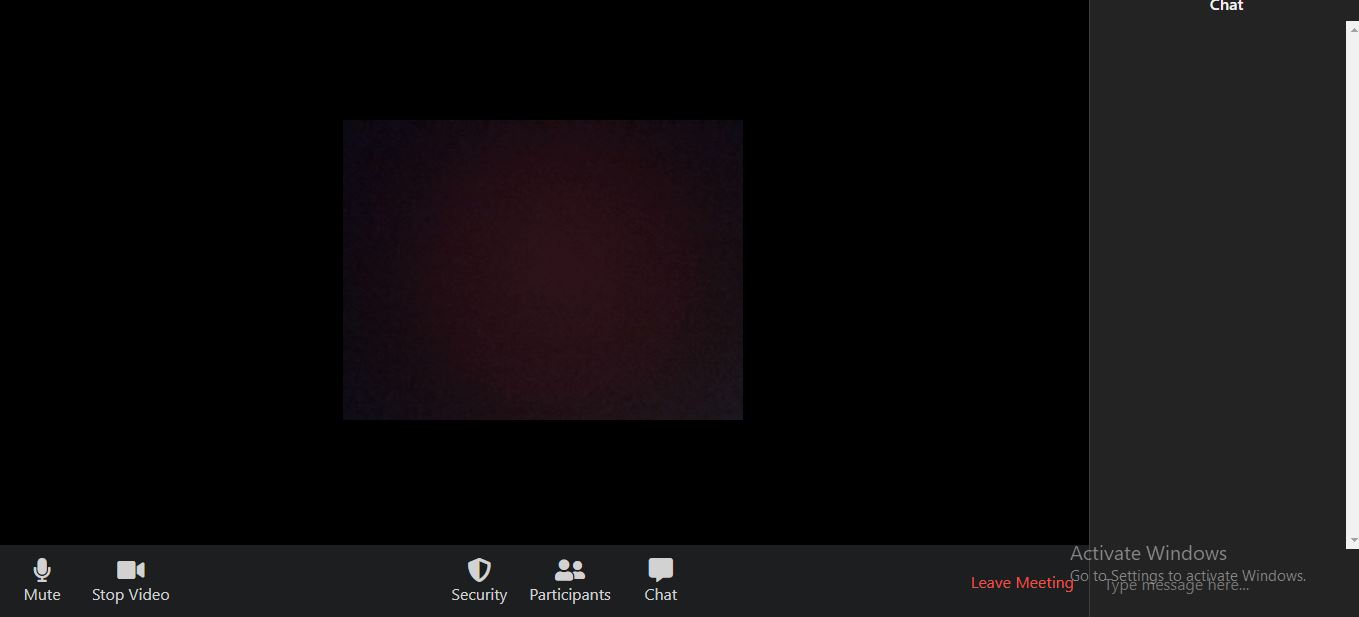 Chat
Mute
Stop Video
Security
Participants
Chat
Leave Meeting
Activate Windows
Go to Settings to activate Windows.
Type message here...